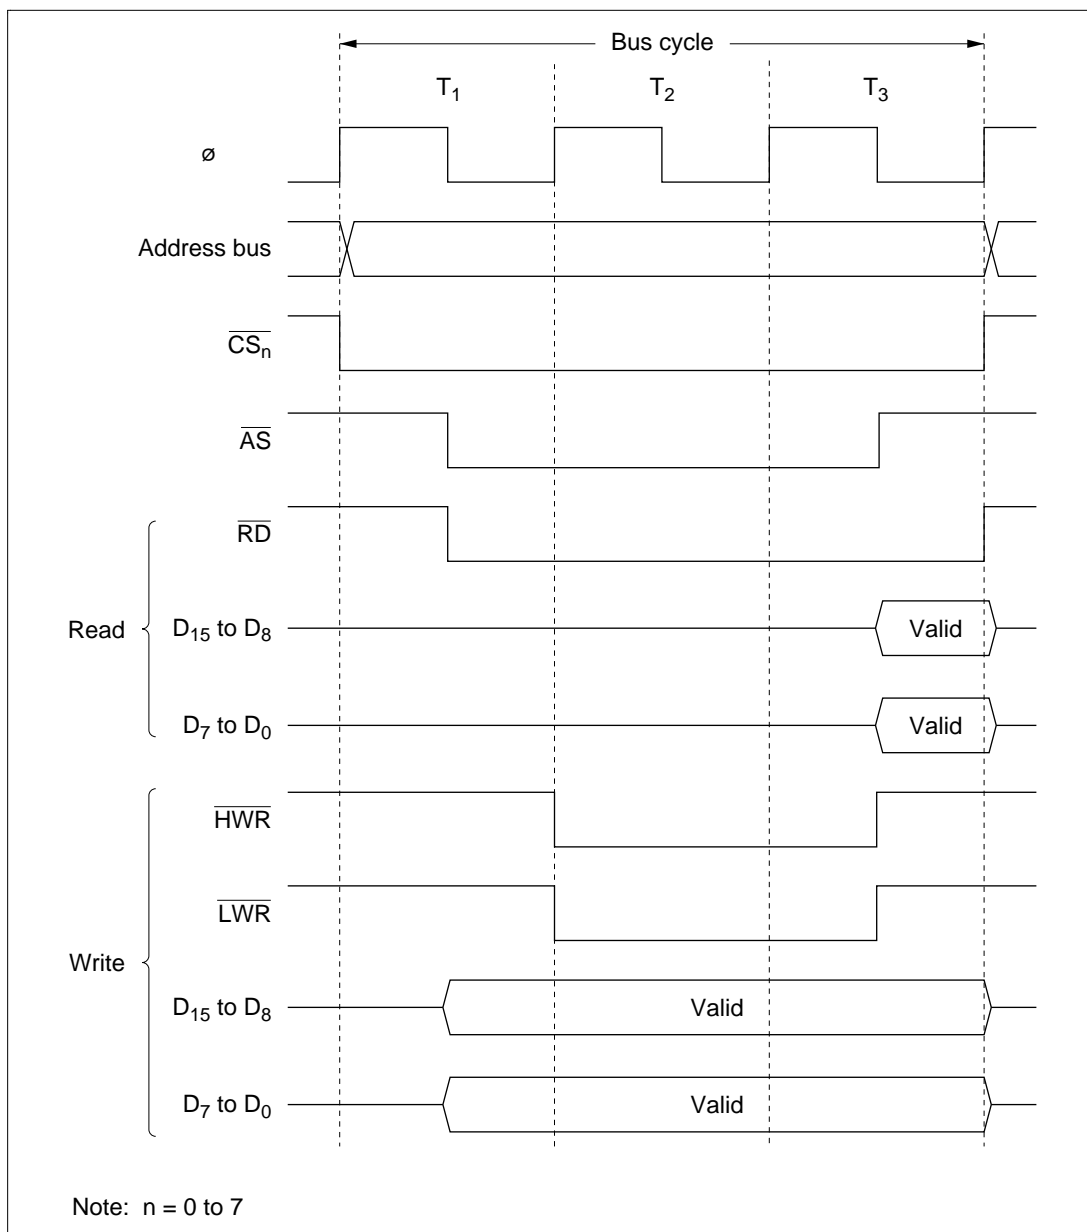 Bus cycle
T1 T2 T3
ø
Address bus
CSn
AS
RD
Read
D15 to D8 Valid
D7 to D0 Valid
HWR
LWR
Write
D15 to D8 Valid
D7 to D0 Valid
Note: n = 0 to 7